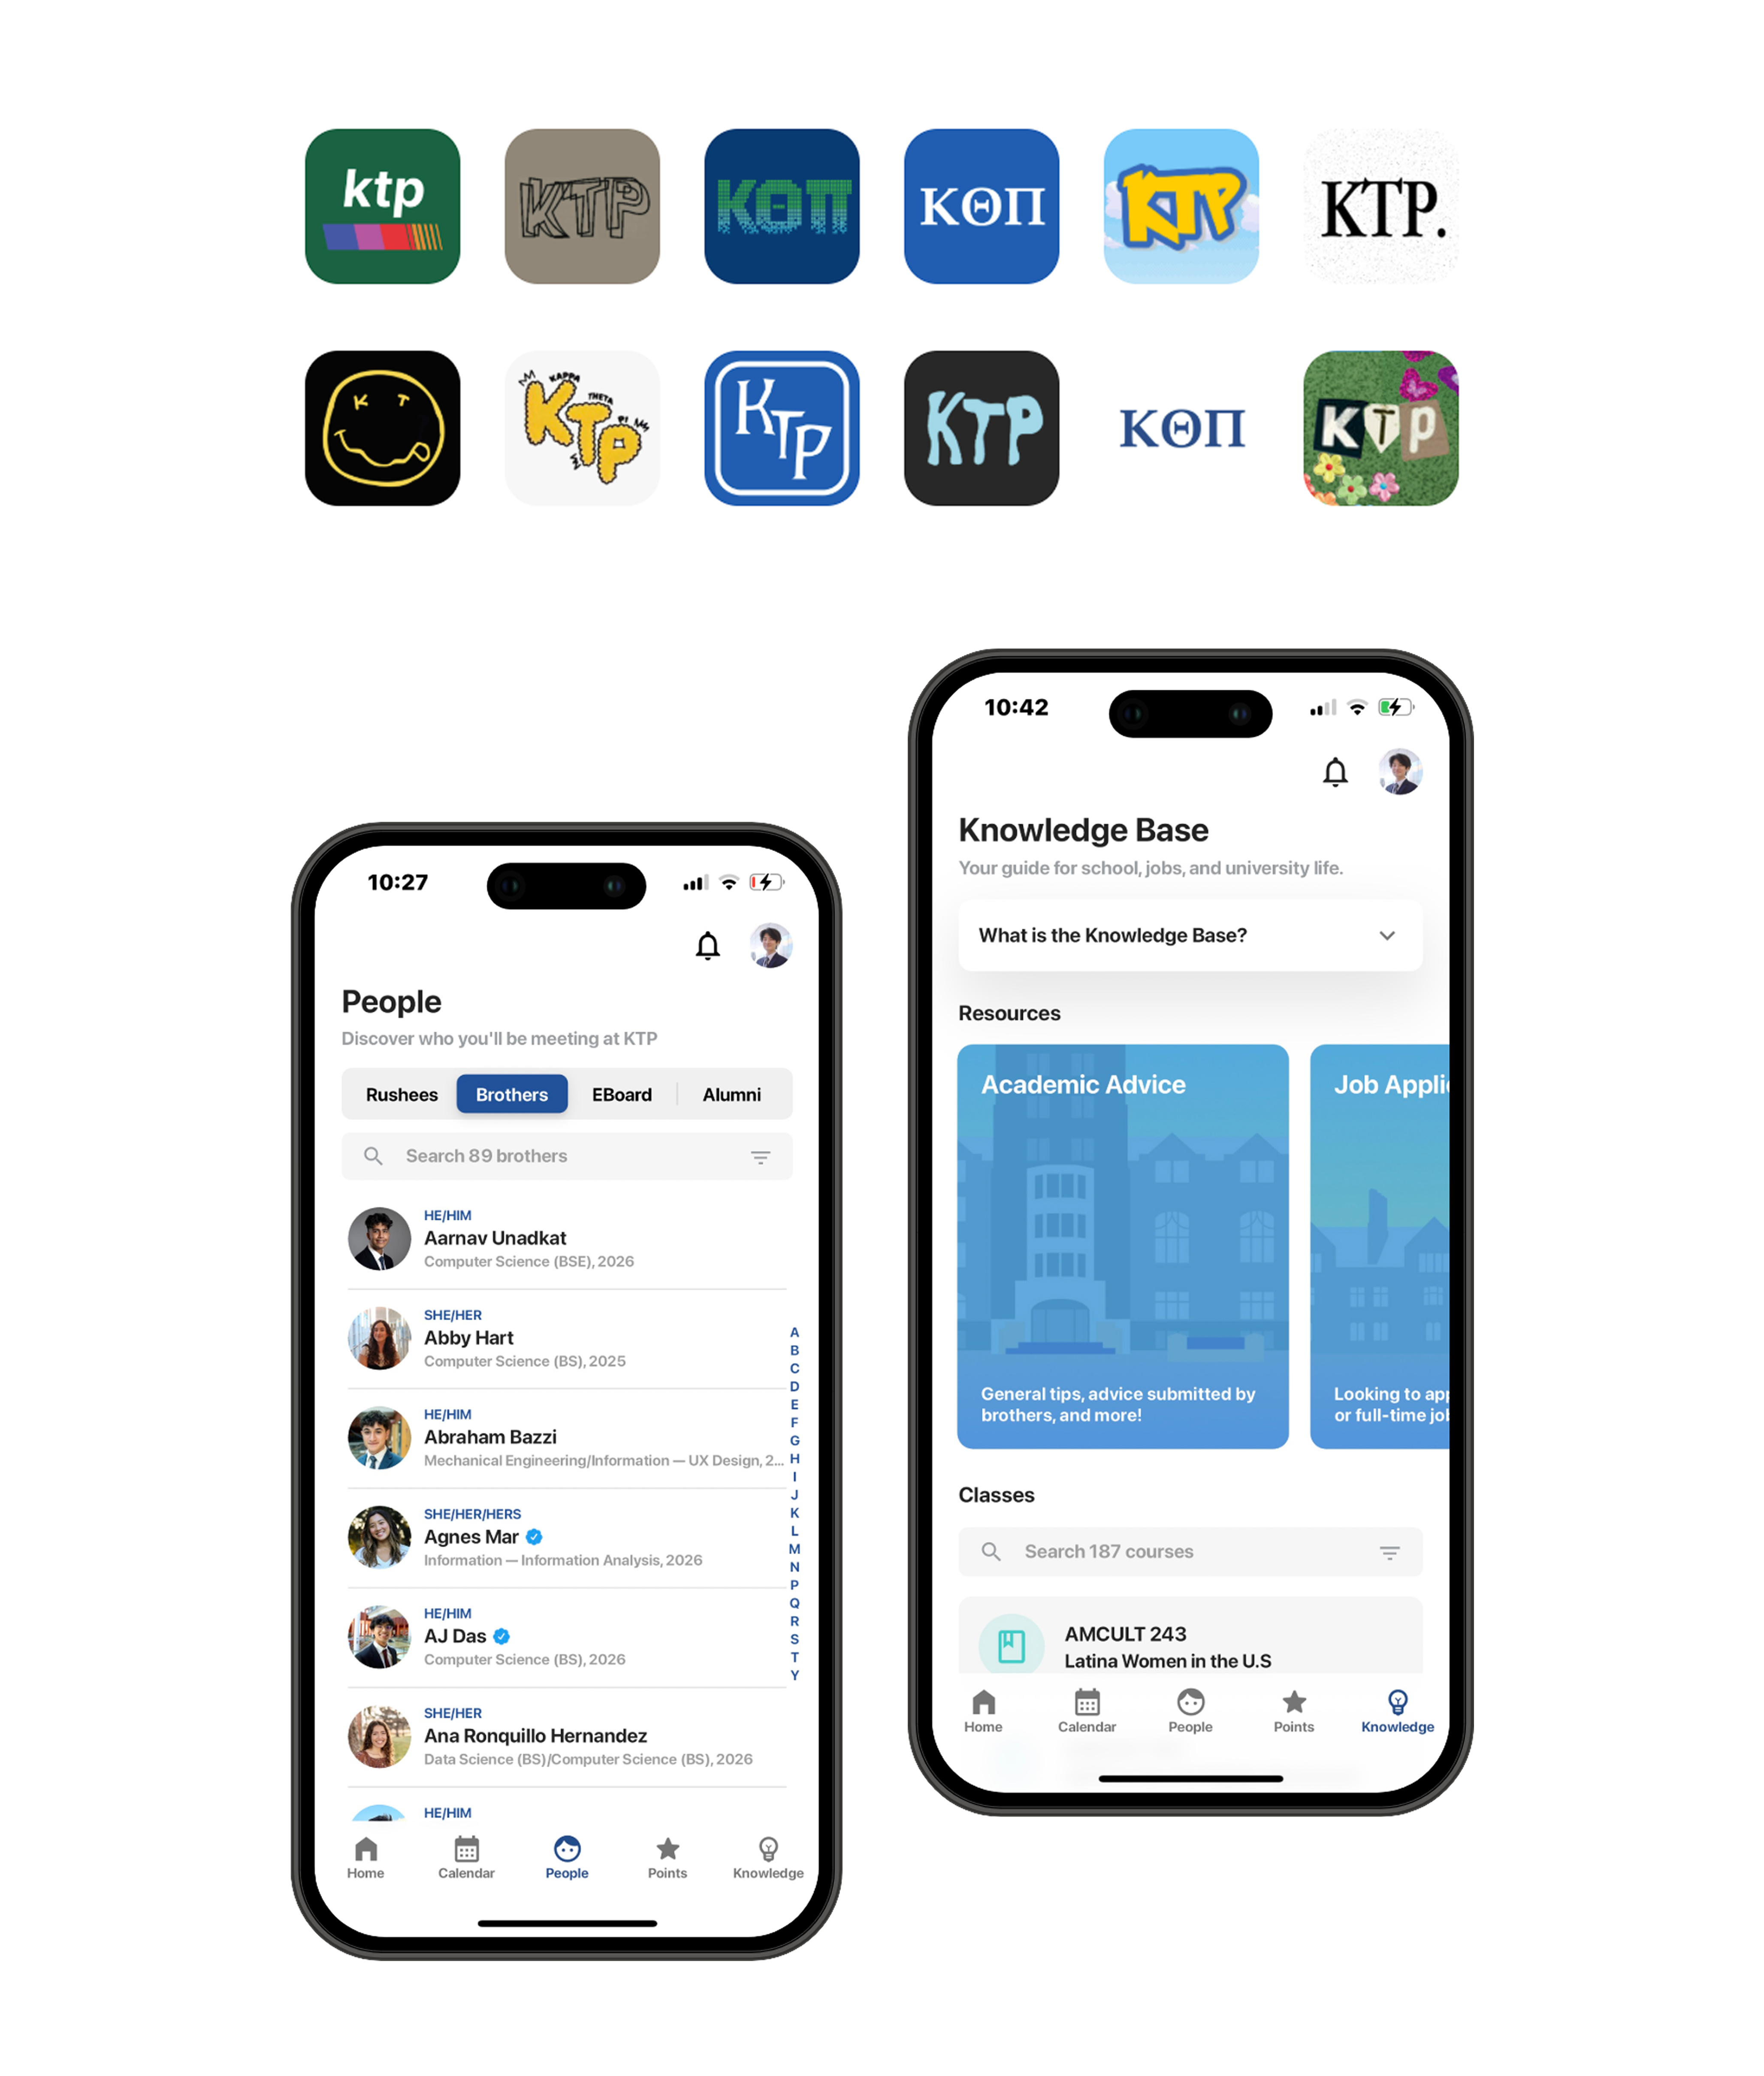 ktp
KTP
ΚΘΠ
ΚΘΠ
KTP
KTP.
K T
KAPPA
THETA
PI
KTP
KTP
KTP
ΚΘΠ
KTP
10:27
People
Discover who you'll be meeting at KTP
Rushees Brothers EBoard Alumni
Search 89 brothers
HE/HIM
Aarnav Unadkat
Computer Science (BSE), 2026
SHE/HER
Abby Hart
Computer Science (BS), 2025
HE/HIM
Abraham Bazzi
Mechanical Engineering/Information — UX Design, 2...
SHE/HER/HERS
Agnes Mar
Information — Information Analysis, 2026
HE/HIM
AJ Das
Computer Science (BS), 2026
SHE/HER
Ana Ronquillo Hernandez
Data Science (BS)/Computer Science (BS), 2026
HE/HIM
A
B
C
D
E
F
G
H
I
J
K
L
M
N
P
Q
R
S
T
Y
Home Calendar People Points Knowledge
10:42
Knowledge Base
Your guide for school, jobs, and university life.
What is the Knowledge Base?
Resources
Academic Advice
General tips, advice submitted by
brothers, and more!
Job Appli
Looking to app
or full-time jo
Classes
Search 187 courses
AMCULT 243
Latina Women in the U.S
Home Calendar People Points Knowledge